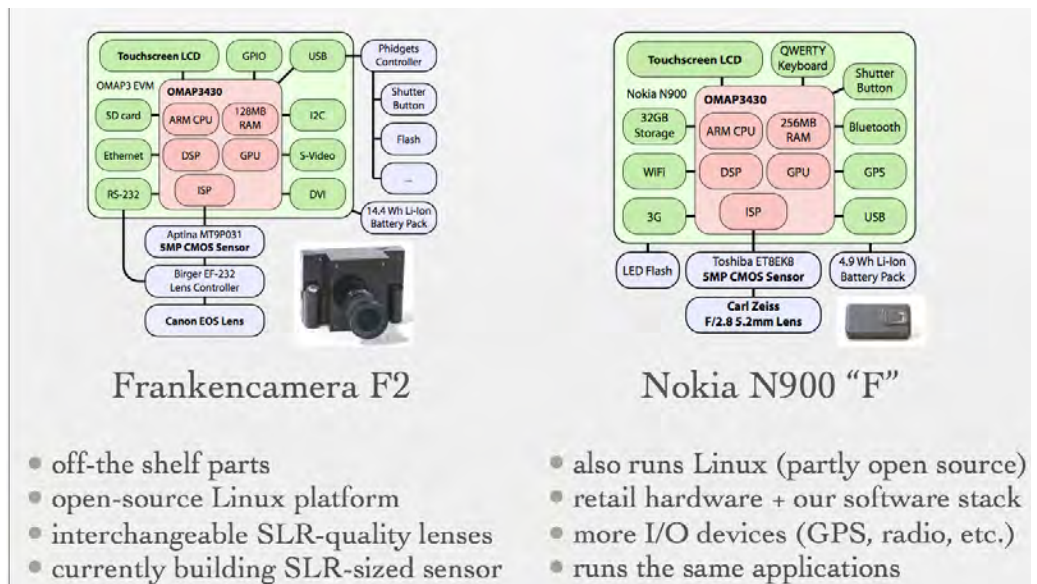 Touchscreen LCD
GPIO
USB
Phidgets
Controller
OMAP3 EVM
OMAP3430
Shutter
Button
SD card
ARM CPU
128MB
RAM
I2C
Flash
Ethernet
DSP
GPU
S-Video
...
RS-232
ISP
DVI
14.4 Wh Li-Ion
Battery Pack
Aptina MT9P031
5MP CMOS Sensor
Birger EF-232
Lens Controller
Canon EOS Lens
Frankencamera F2
• off-the shelf parts
• open-source Linux platform
• interchangeable SLR-quality lenses
• currently building SLR-sized sensor
Touchscreen LCD
QWERTY
Keyboard
Shutter
Button
Nokia N900
OMAP3430
32GB
Storage
ARM CPU
256MB
RAM
Bluetooth
WiFi
DSP
GPU
GPS
3G
ISP
USB
LED Flash
Toshiba ET8EK8
5MP CMOS Sensor
4.9 Wh Li-Ion
Battery Pack
Carl Zeiss
F/2.8 5.2mm Lens
Nokia N900 “F”
• also runs Linux (partly open source)
• retail hardware + our software stack
• more I/O devices (GPS, radio, etc.)
• runs the same applications